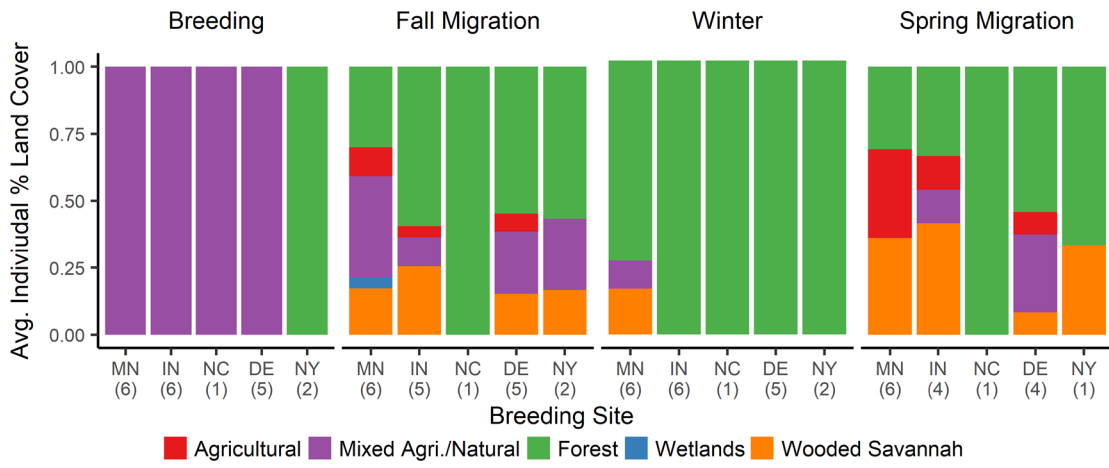 Breeding Fall Migration Winter Spring Migration
Avg. Indiviudal % Land Cover
1.00
0.75
0.50
0.25
0.00
MN IN NC DE NY MN IN NC DE NY MN IN NC DE NY MN IN NC DE NY
(6) (6) (1) (5) (2) (6) (5) (1) (5) (2) (6) (6) (1) (5) (2) (6) (4) (1) (4) (1)
Breeding Site
Agricultural Mixed Agri./Natural Forest Wetlands Wooded Savannah